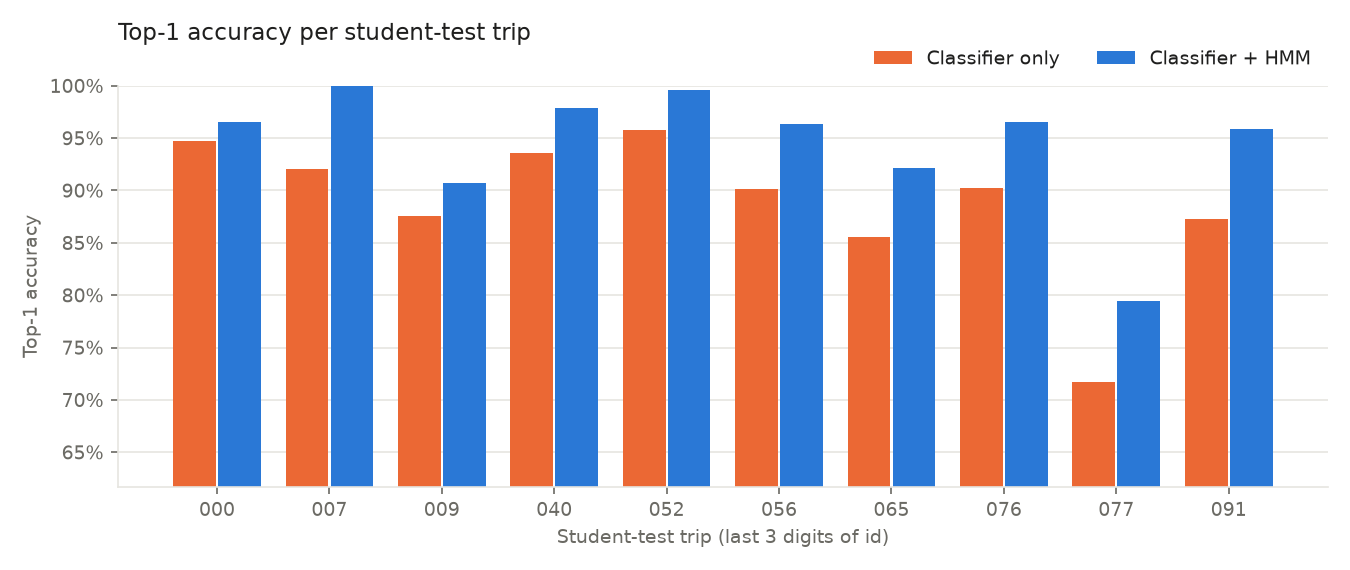 Top-1 accuracy per student-test trip
Classifier only
Classifier + HMM
100%
95%
90%
85%
80%
75%
70%
65%
Top-1 accuracy
000 007 009 040 052 056 065 076 077 091
Student-test trip (last 3 digits of id)